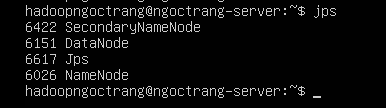 hadoopngoctrang@ngoctrang-server:~$ jps
6422 SecondaryNameNode
6151 DataNode
6617 Jps
6026 NameNode
hadoopngoctrang@ngoctrang-server:~$ _